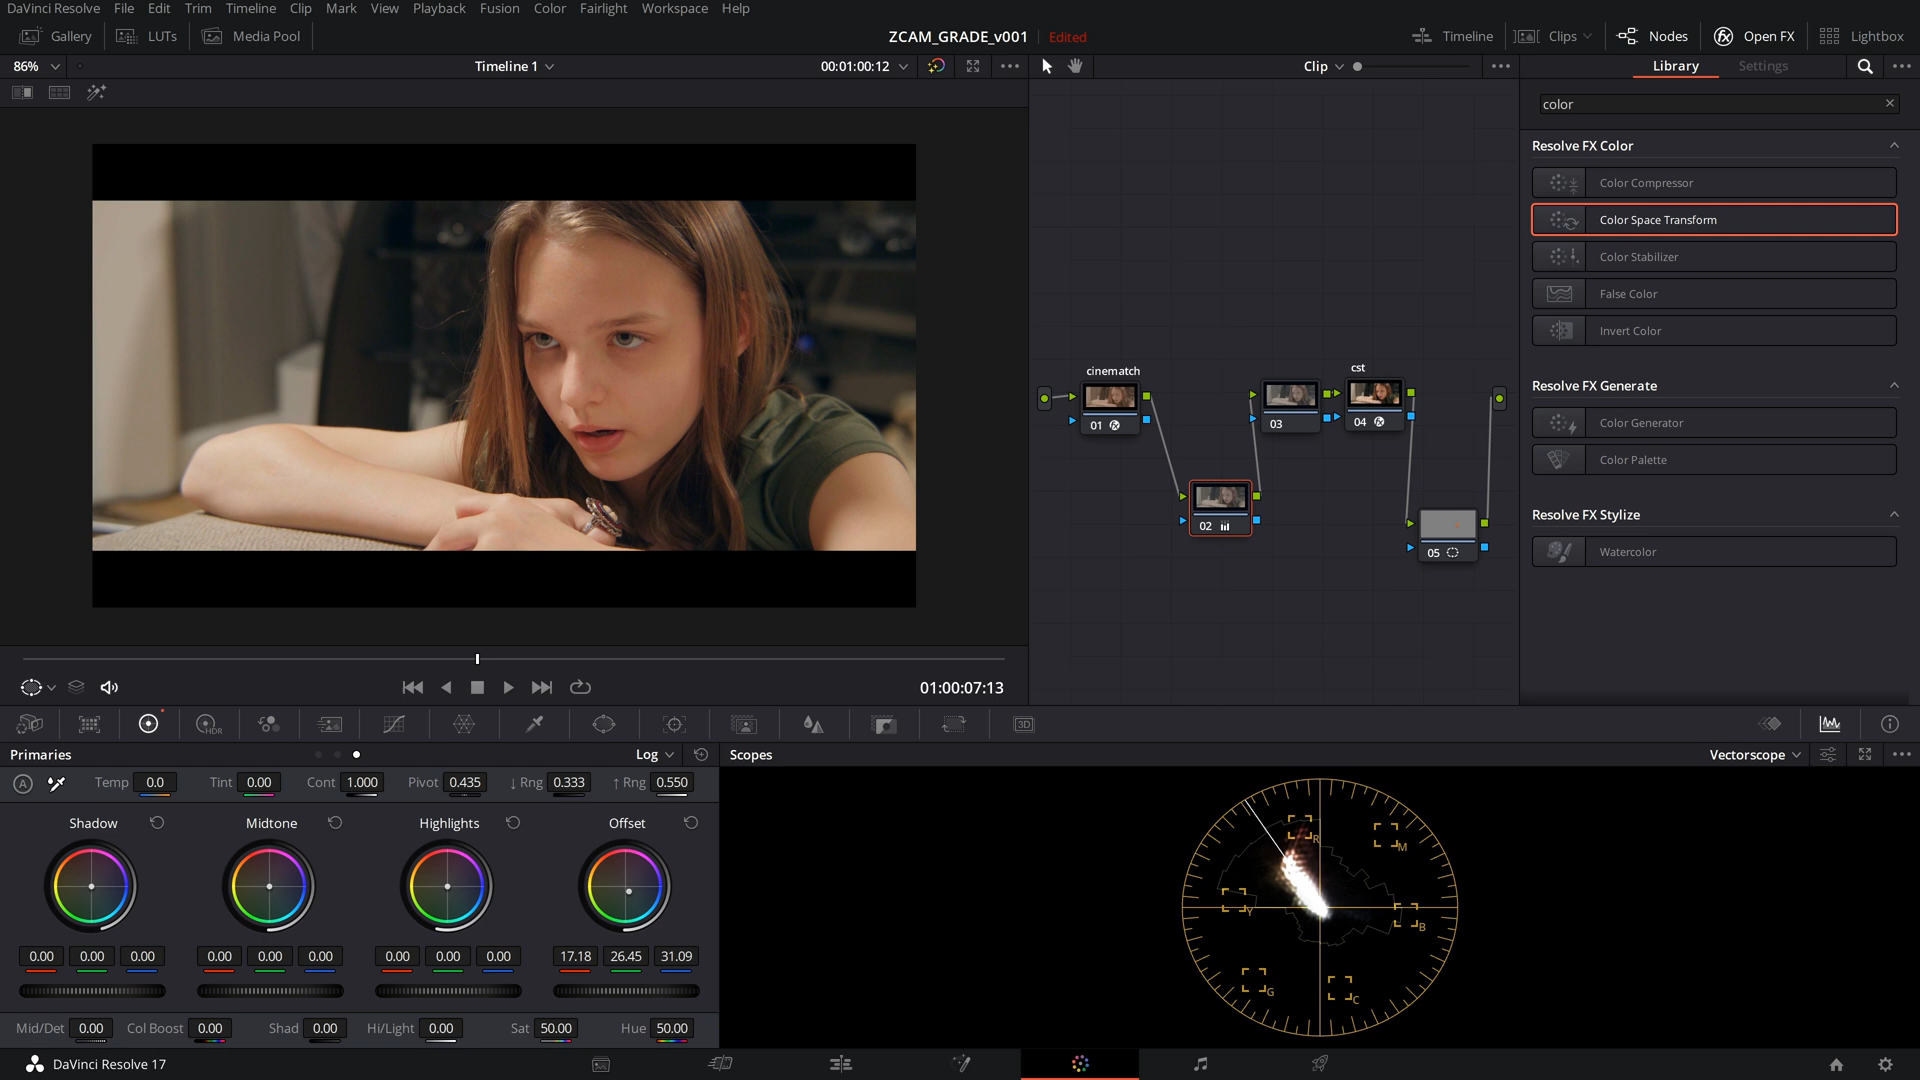 DaVinci Resolve File Edit Trim Timeline Clip Mark View Playback Fusion Color Fairlight Workspace Help
Gallery LUTs Media Pool ZCAM_GRADE_v001 Edited Timeline Clips Nodes Open FX Lightbox
86% Timeline 1 00:01:00:12 Clip Library Settings
color
Resolve FX Color
Color Compressor
Color Space Transform
Color Stabilizer
False Color
Invert Color
Resolve FX Generate
Color Generator
Color Palette
Resolve FX Stylize
Watercolor
cinematch
01
02
03
cst
04
05
01:00:07:13
HDR 3D
Primaries Log
A Temp 0.0 Tint 0.00 Cont 1.000 Pivot 0.435 ↓ Rng 0.333 ↑ Rng 0.550
Shadow Midtone Highlights Offset
0.00 0.00 0.00 0.00 0.00 0.00 0.00 0.00 0.00 17.18 26.45 31.09
Mid/Det 0.00 Col Boost 0.00 Shad 0.00 Hi/Light 0.00 Sat 50.00 Hue 50.00
Scopes Vectorscope
R
M
Y
B
G
C
DaVinci Resolve 17